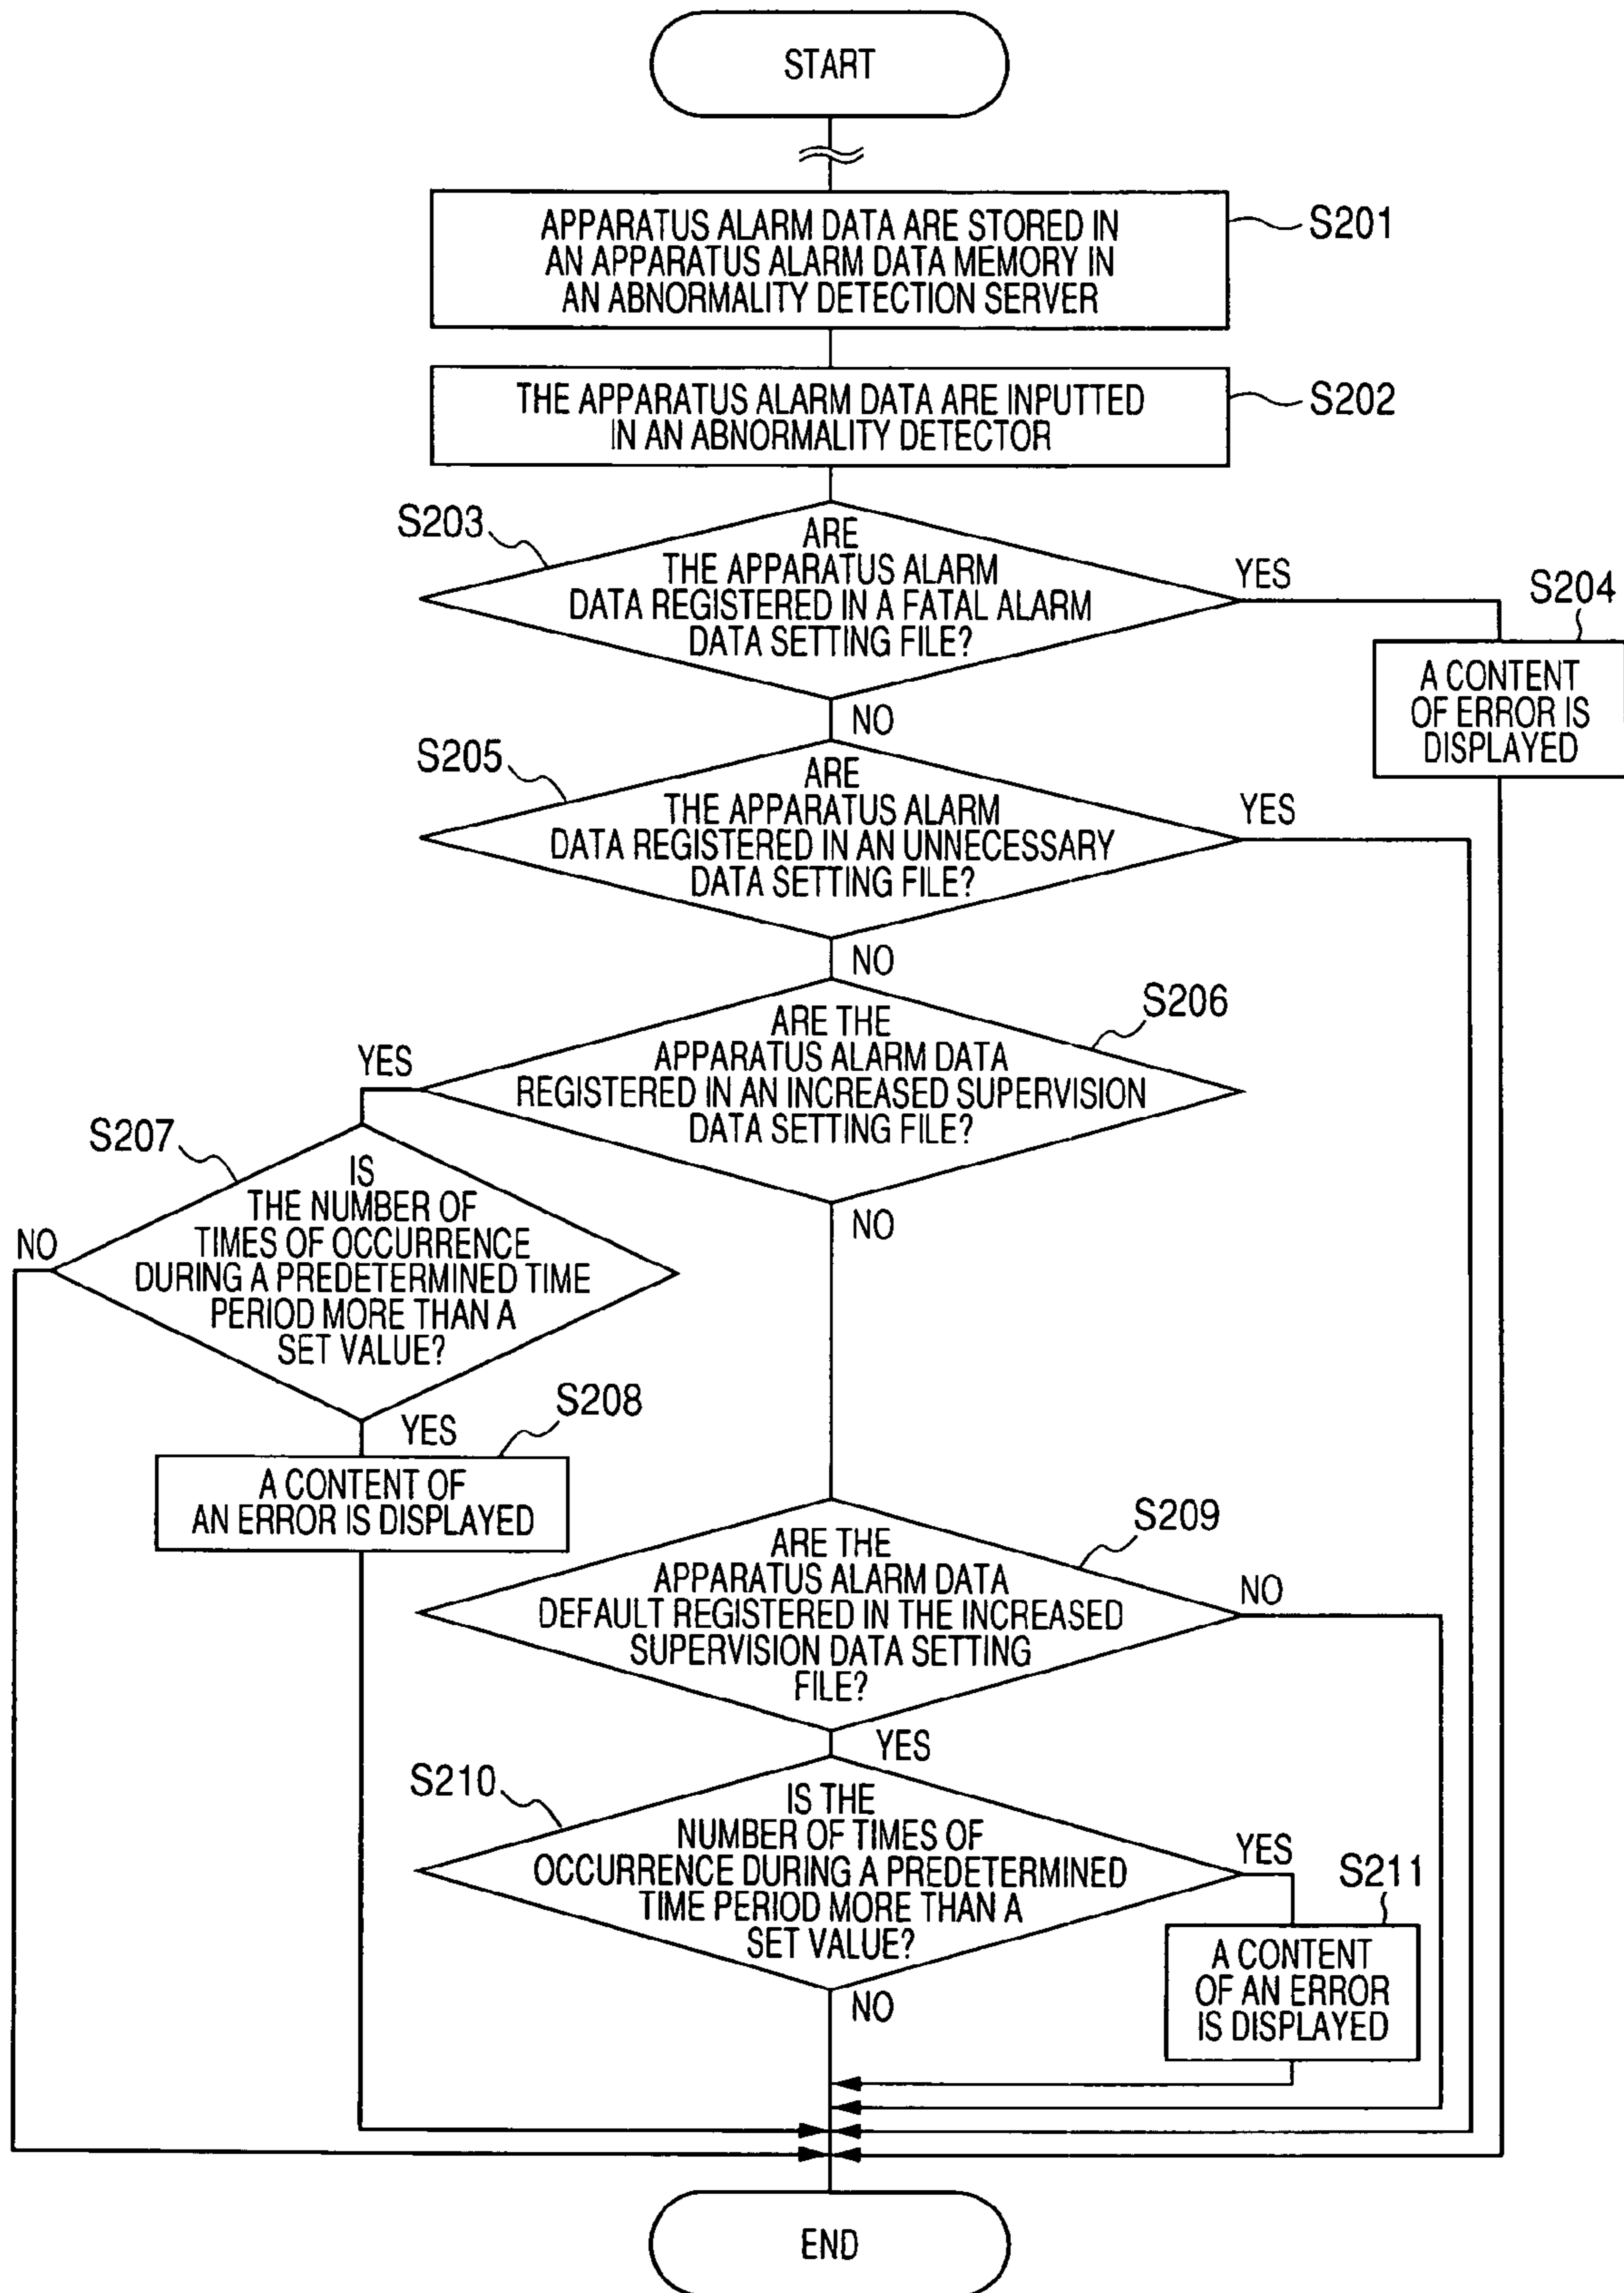 START
APPARATUS ALARM DATA ARE STORED IN
AN APPARATUS ALARM DATA MEMORY IN
AN ABNORMALITY DETECTION SERVER
S201
THE APPARATUS ALARM DATA ARE INPUTTED
IN AN ABNORMALITY DETECTOR
S202
S203
ARE
THE APPARATUS ALARM
DATA REGISTERED IN A FATAL ALARM
DATA SETTING FILE?
YES
S204
A CONTENT
OF ERROR IS
DISPLAYED
NO
S205
ARE
THE APPARATUS ALARM
DATA REGISTERED IN AN UNNECESSARY
DATA SETTING FILE?
YES
NO
S206
ARE THE
APPARATUS ALARM DATA
REGISTERED IN AN INCREASED SUPERVISION
DATA SETTING FILE?
YES
NO
S207
IS
THE NUMBER OF
TIMES OF OCCURRENCE
DURING A PREDETERMINED TIME
PERIOD MORE THAN A
SET VALUE?
NO
YES
S208
A CONTENT OF
AN ERROR IS DISPLAYED
S209
ARE THE
APPARATUS ALARM DATA
DEFAULT REGISTERED IN THE INCREASED
SUPERVISION DATA SETTING
FILE?
NO
YES
S210
IS THE
NUMBER OF TIMES OF
OCCURRENCE DURING A PREDETERMINED
TIME PERIOD MORE THAN A
SET VALUE?
YES
S211
A CONTENT
OF AN ERROR
IS DISPLAYED
NO
END